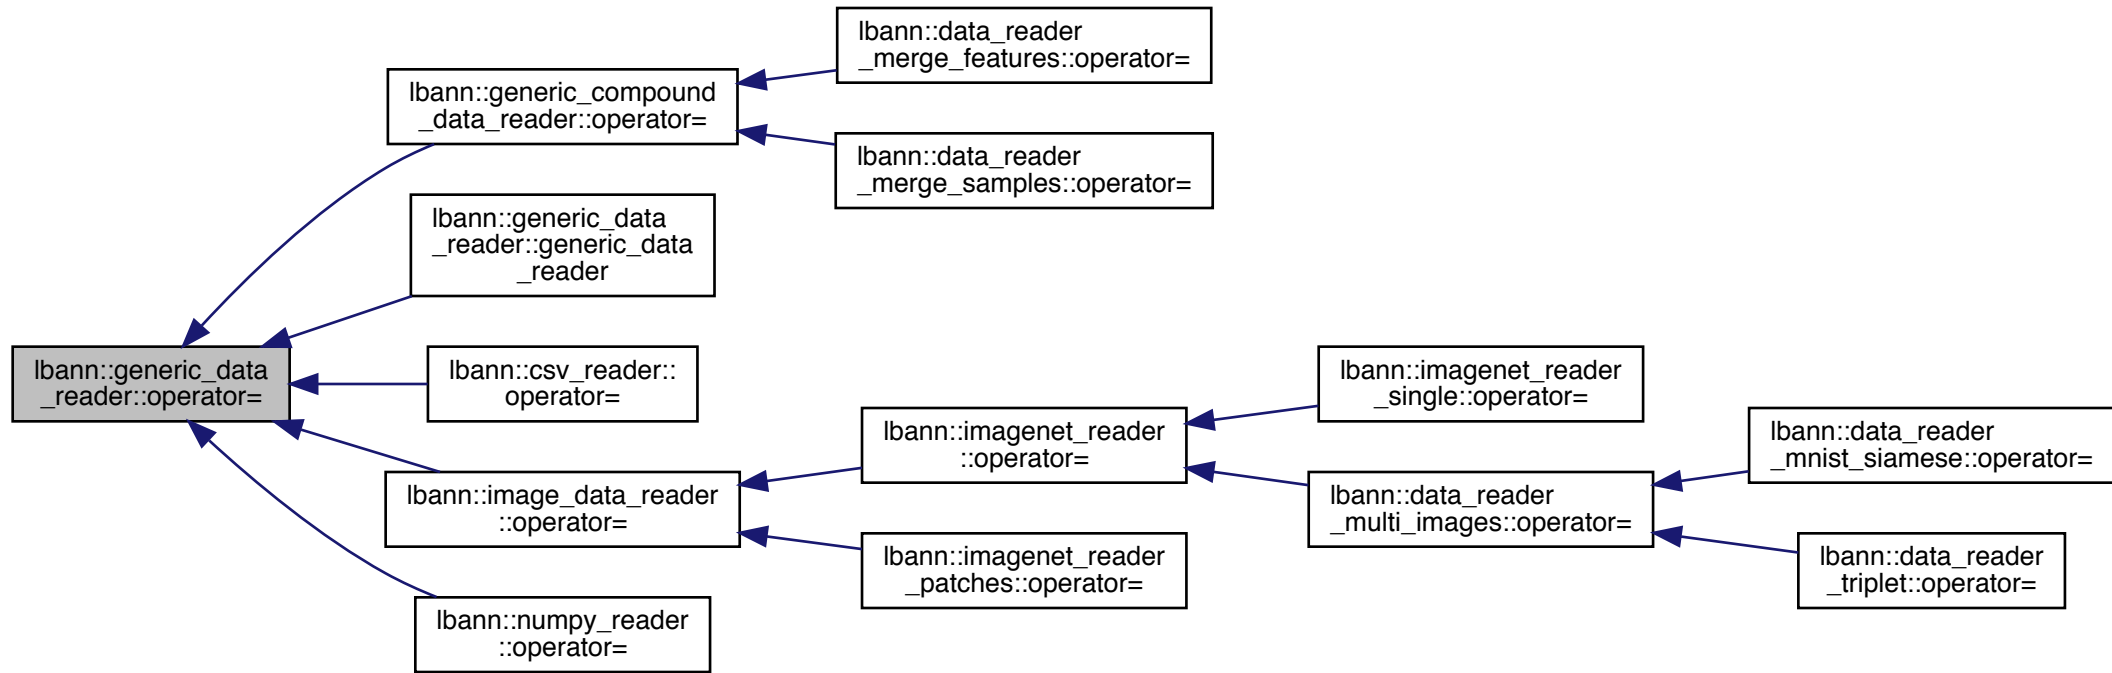 lbann::data_reader
_merge_features::operator=
lbann::generic_compound
_data_reader::operator=
lbann::data_reader
_merge_samples::operator=
lbann::generic_data
_reader::generic_data
_reader
lbann::generic_data
_reader::operator=
lbann::csv_reader::
operator=
lbann::imagenet_reader
_single::operator=
lbann::imagenet_reader
::operator=
lbann::data_reader
_mnist_siamese::operator=
lbann::image_data_reader
::operator=
lbann::data_reader
_multi_images::operator=
lbann::imagenet_reader
_patches::operator=
lbann::data_reader
_triplet::operator=
lbann::numpy_reader
::operator=